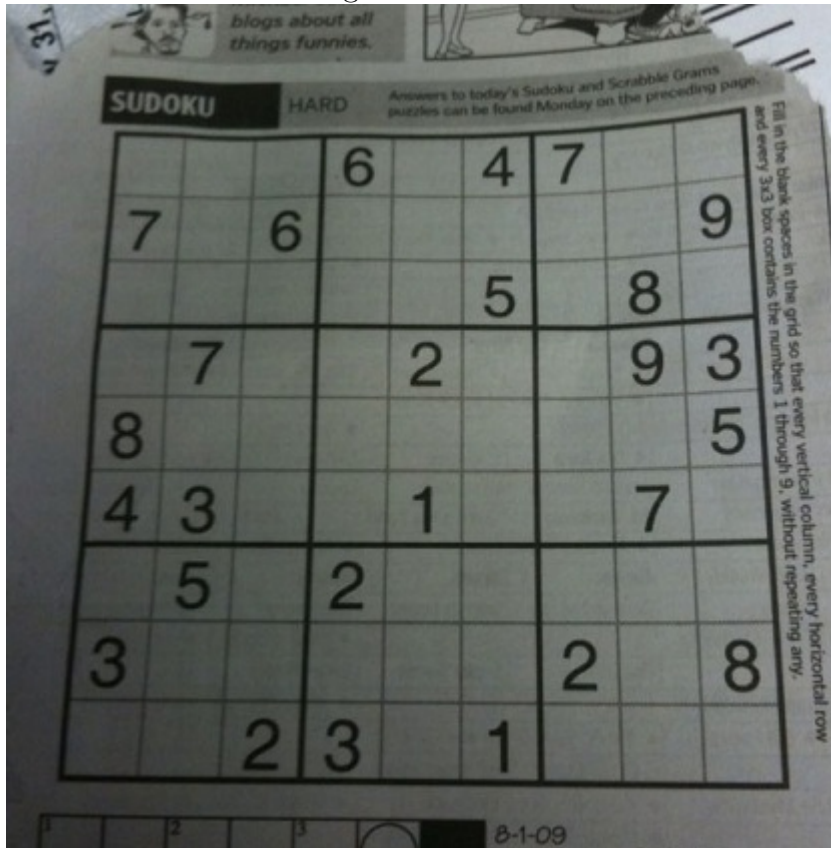 blogs about all
things funnies.
SUDOKU HARD
Answers to today's Sudoku and Scrabble Grams
puzzles can be found Monday on the preceding page.
Fill in the blank spaces in the grid so that every vertical column, every horizontal row
and every 3x3 box contains the numbers 1 through 9, without repeating any.
6 4 7
7 6 9
5 8
7 2 9 3
8 5
4 3 1 7
5 2
3 2 8
2 3 1
1 2 3
8-1-09